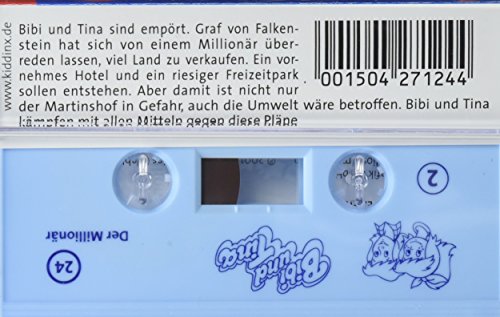 www.kiddinx.de
Bibi und Tina sind empört. Graf von Falken-
stein hat sich von einem Millionär über-
reden lassen, viel Land zu verkaufen. Ein vor-
nehmes Hotel und ein riesiger Freizeitpark
sollen entstehen. Aber damit ist nicht nur
der Martinshof in Gefahr, auch die Umwelt wäre betroffen. Bibi und Tina
kämpfen mit allen Mitteln gegen diese Pläne
001504 271244
2
Bibi
und
Tina
24 Der Millionär